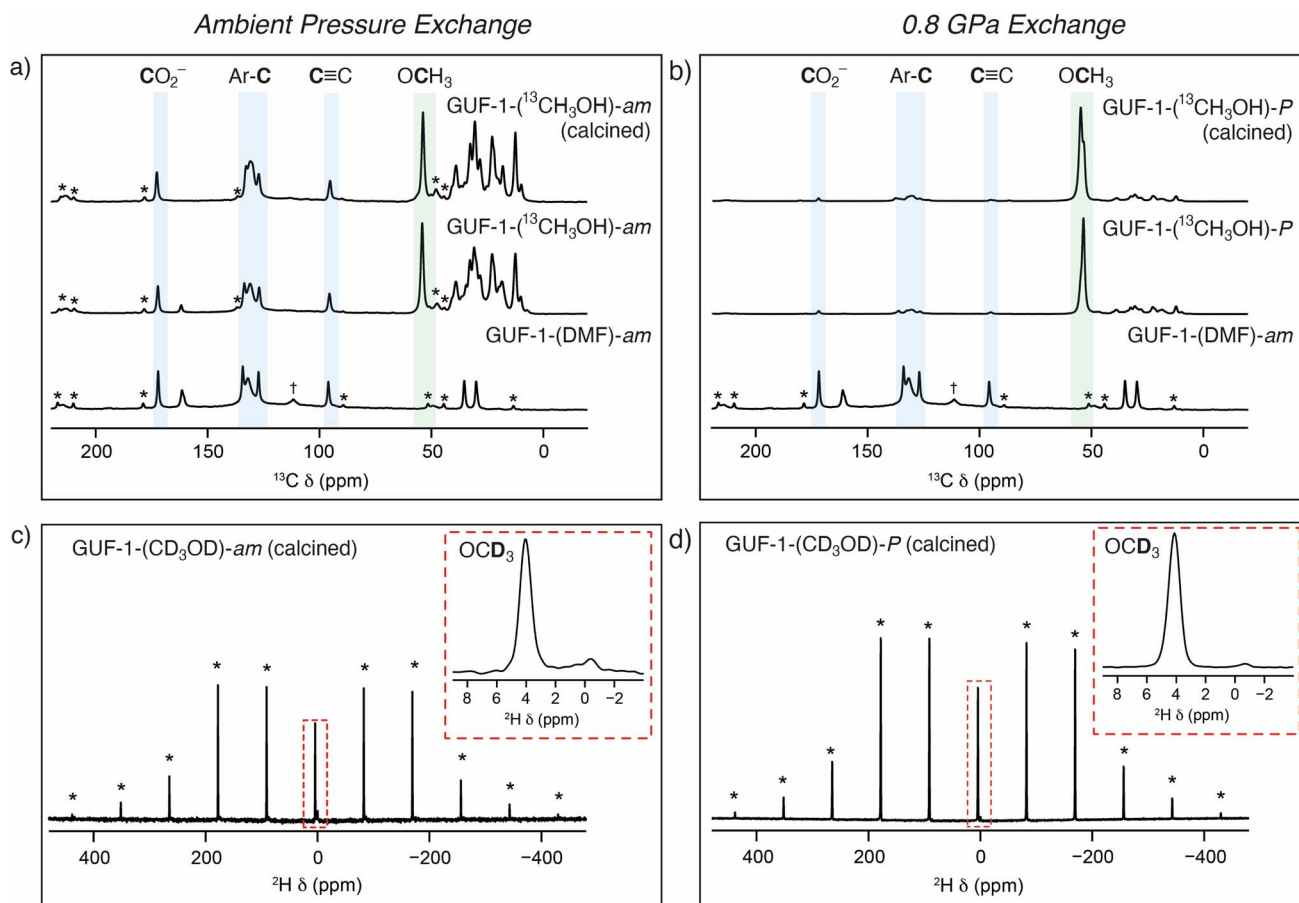 Ambient Pressure Exchange
0.8 GPa Exchange
a)
CO₂⁻ Ar-C C≡C OCH₃
GUF-1-(¹³CH₃OH)-am
(calcined)
* * * * * *
GUF-1-(¹³CH₃OH)-am
* * * * * *
GUF-1-(DMF)-am
* * * † * * * *
200 150 100 50 0
¹³C δ (ppm)
b)
CO₂⁻ Ar-C C≡C OCH₃
GUF-1-(¹³CH₃OH)-P
(calcined)
GUF-1-(¹³CH₃OH)-P
GUF-1-(DMF)-am
* * * † * * * *
200 150 100 50 0
¹³C δ (ppm)
c)
GUF-1-(CD₃OD)-am (calcined)
OCD₃
8 6 4 2 0 −2
²H δ (ppm)
* * * * * * * * * *
400 200 0 −200 −400
²H δ (ppm)
d)
GUF-1-(CD₃OD)-P (calcined)
OCD₃
8 6 4 2 0 −2
²H δ (ppm)
* * * * * * * * * *
400 200 0 −200 −400
²H δ (ppm)